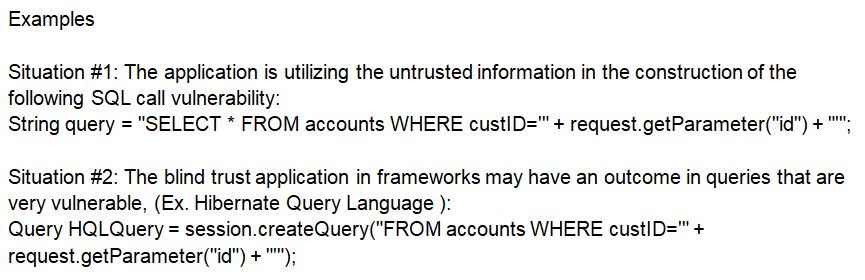 Examples
Situation #1: The application is utilizing the untrusted information in the construction of the
following SQL call vulnerability:
String query = "SELECT * FROM accounts WHERE custID='" + request.getParameter("id") + "'";
Situation #2: The blind trust application in frameworks may have an outcome in queries that are
very vulnerable, (Ex. Hibernate Query Language ):
Query HQLQuery = session.createQuery("FROM accounts WHERE custID='" +
request.getParameter("id") + "'");